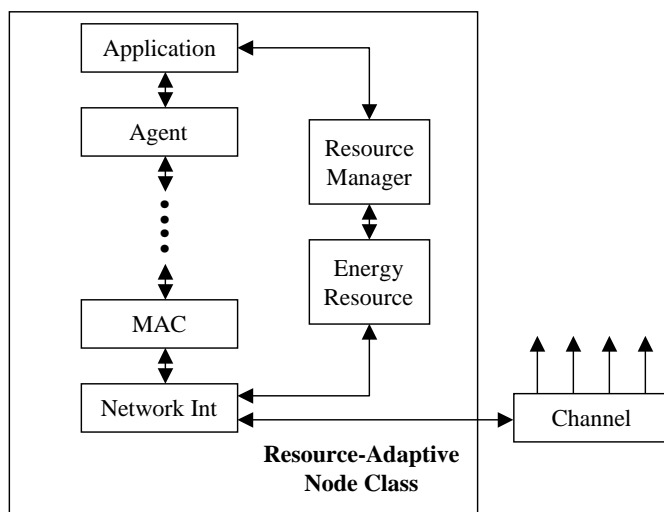 Application
Agent
Resource
Manager
Energy
Resource
MAC
Network Int
Channel
Resource-Adaptive
Node Class